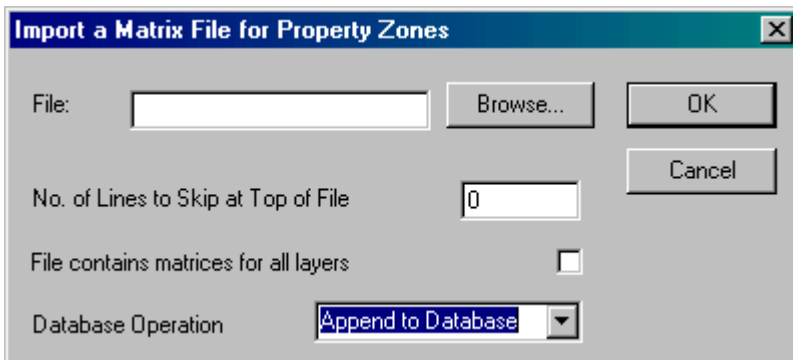 Import a Matrix File for Property Zones
File: Browse... OK
Cancel
No. of Lines to Skip at Top of File 0
File contains matrices for all layers
Database Operation Append to Database